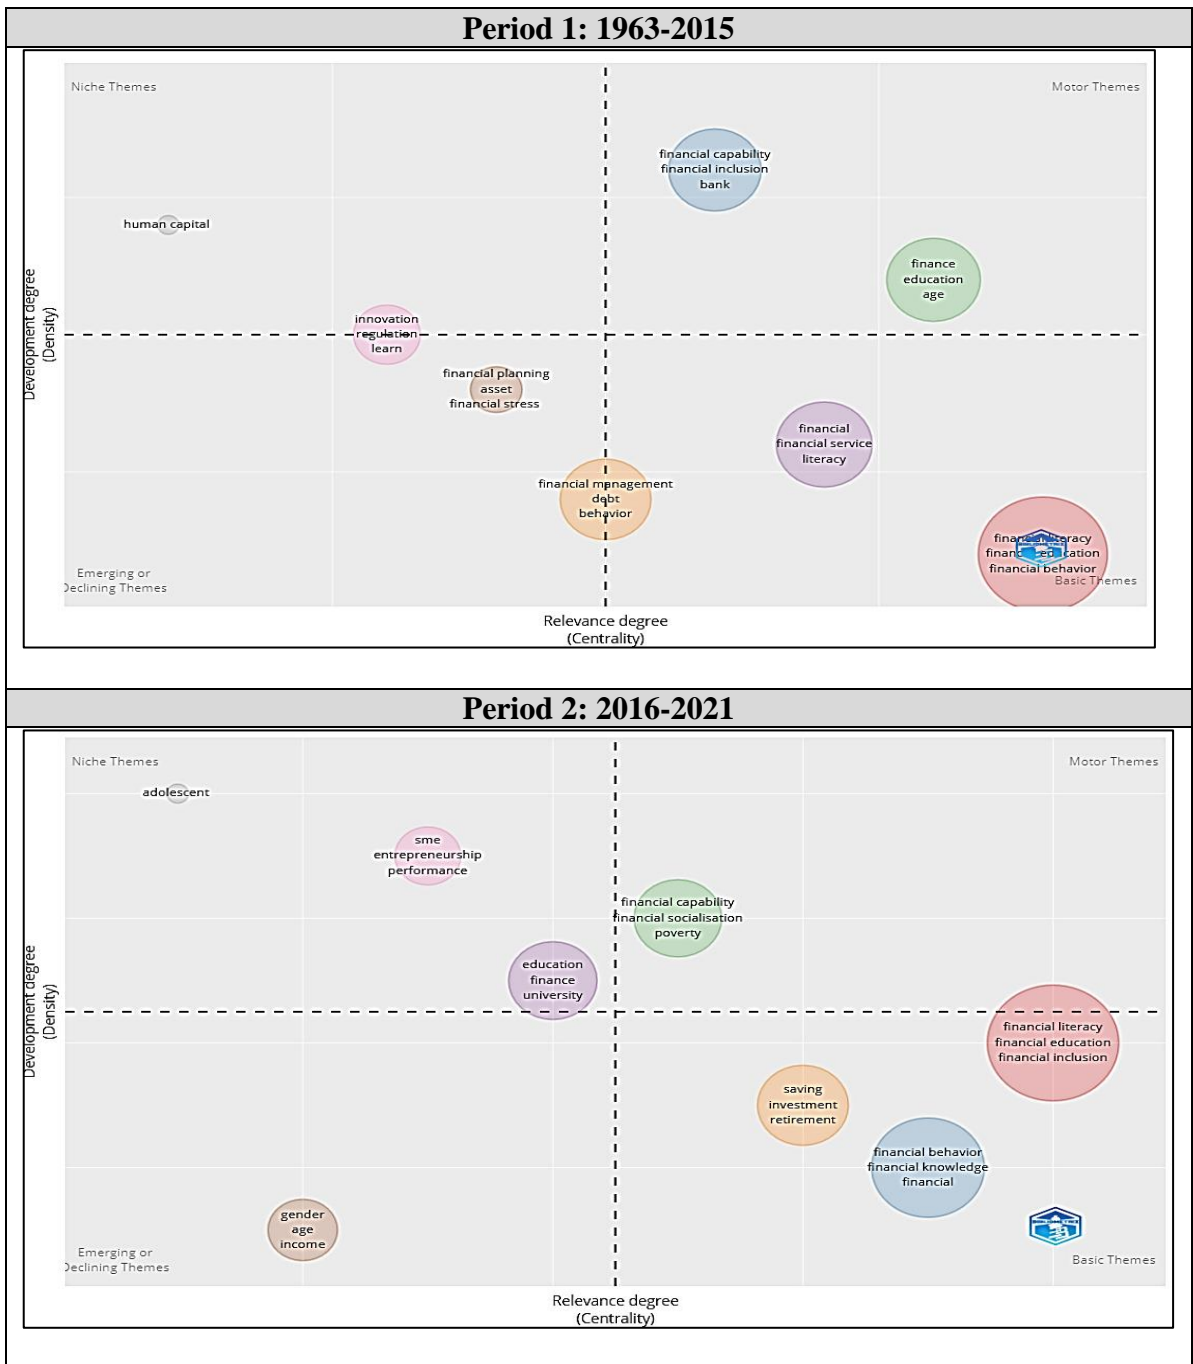 Period 1: 1963-2015
Niche Themes
Motor Themes
financial capability
financial inclusion
bank
human capital
finance
education
age
innovation
regulation
learn
financial planning
asset
financial stress
financial
financial service
literacy
financial management
debt
behavior
financial literacy
financial education
financial behavior
Basic Themes
Emerging or
Declining Themes
Development degree
(Density)
Relevance degree
(Centrality)
Period 2: 2016-2021
Niche Themes
Motor Themes
adolescent
sme
entrepreneurship
performance
financial capability
financial socialisation
poverty
education
finance
university
financial literacy
financial education
financial inclusion
saving
investment
retirement
financial behavior
financial knowledge
financial
gender
age
income
Emerging or
Declining Themes
Basic Themes
Development degree
(Density)
Relevance degree
(Centrality)